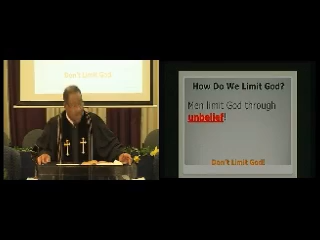 Don't Limit God
How Do We Limit God?
Men limit God through
unbelief!
Don't Limit God!